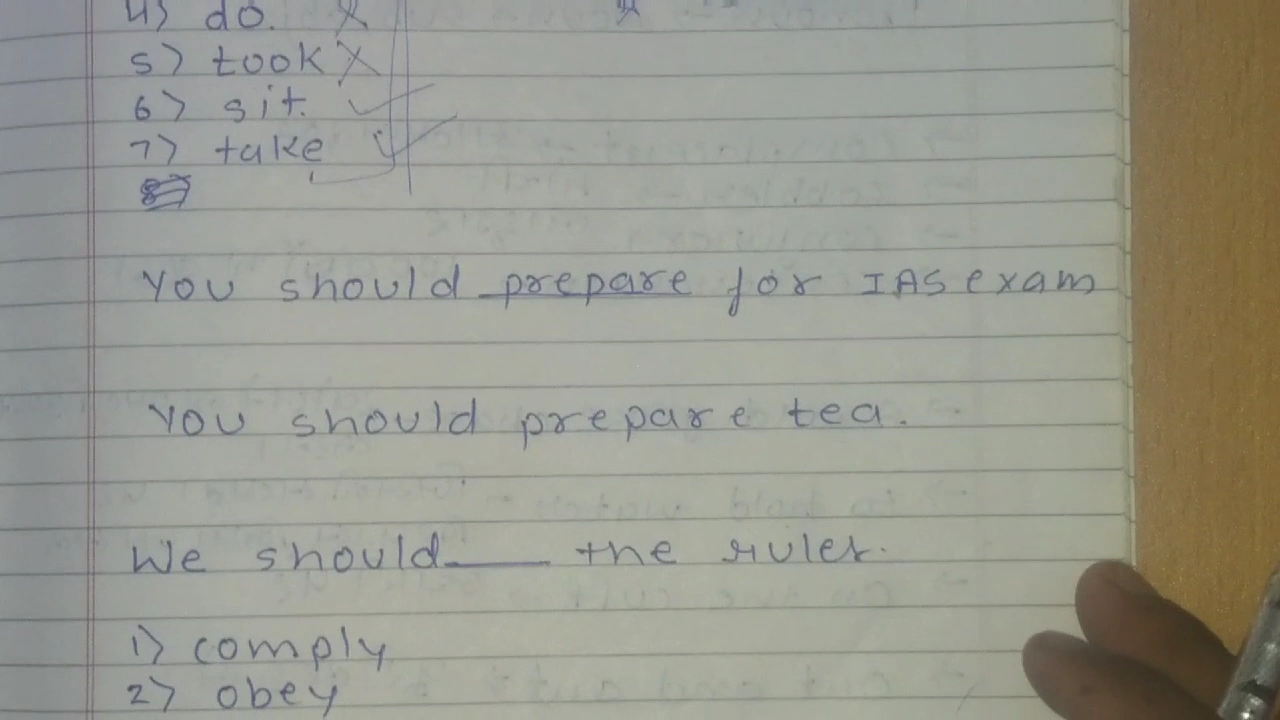 4) do. X
5) took X
6) sit. ✓
7) take ✓
You should prepare for IAS exam
You should prepare tea.
We should ____ the rules.
1) comply
2) obey